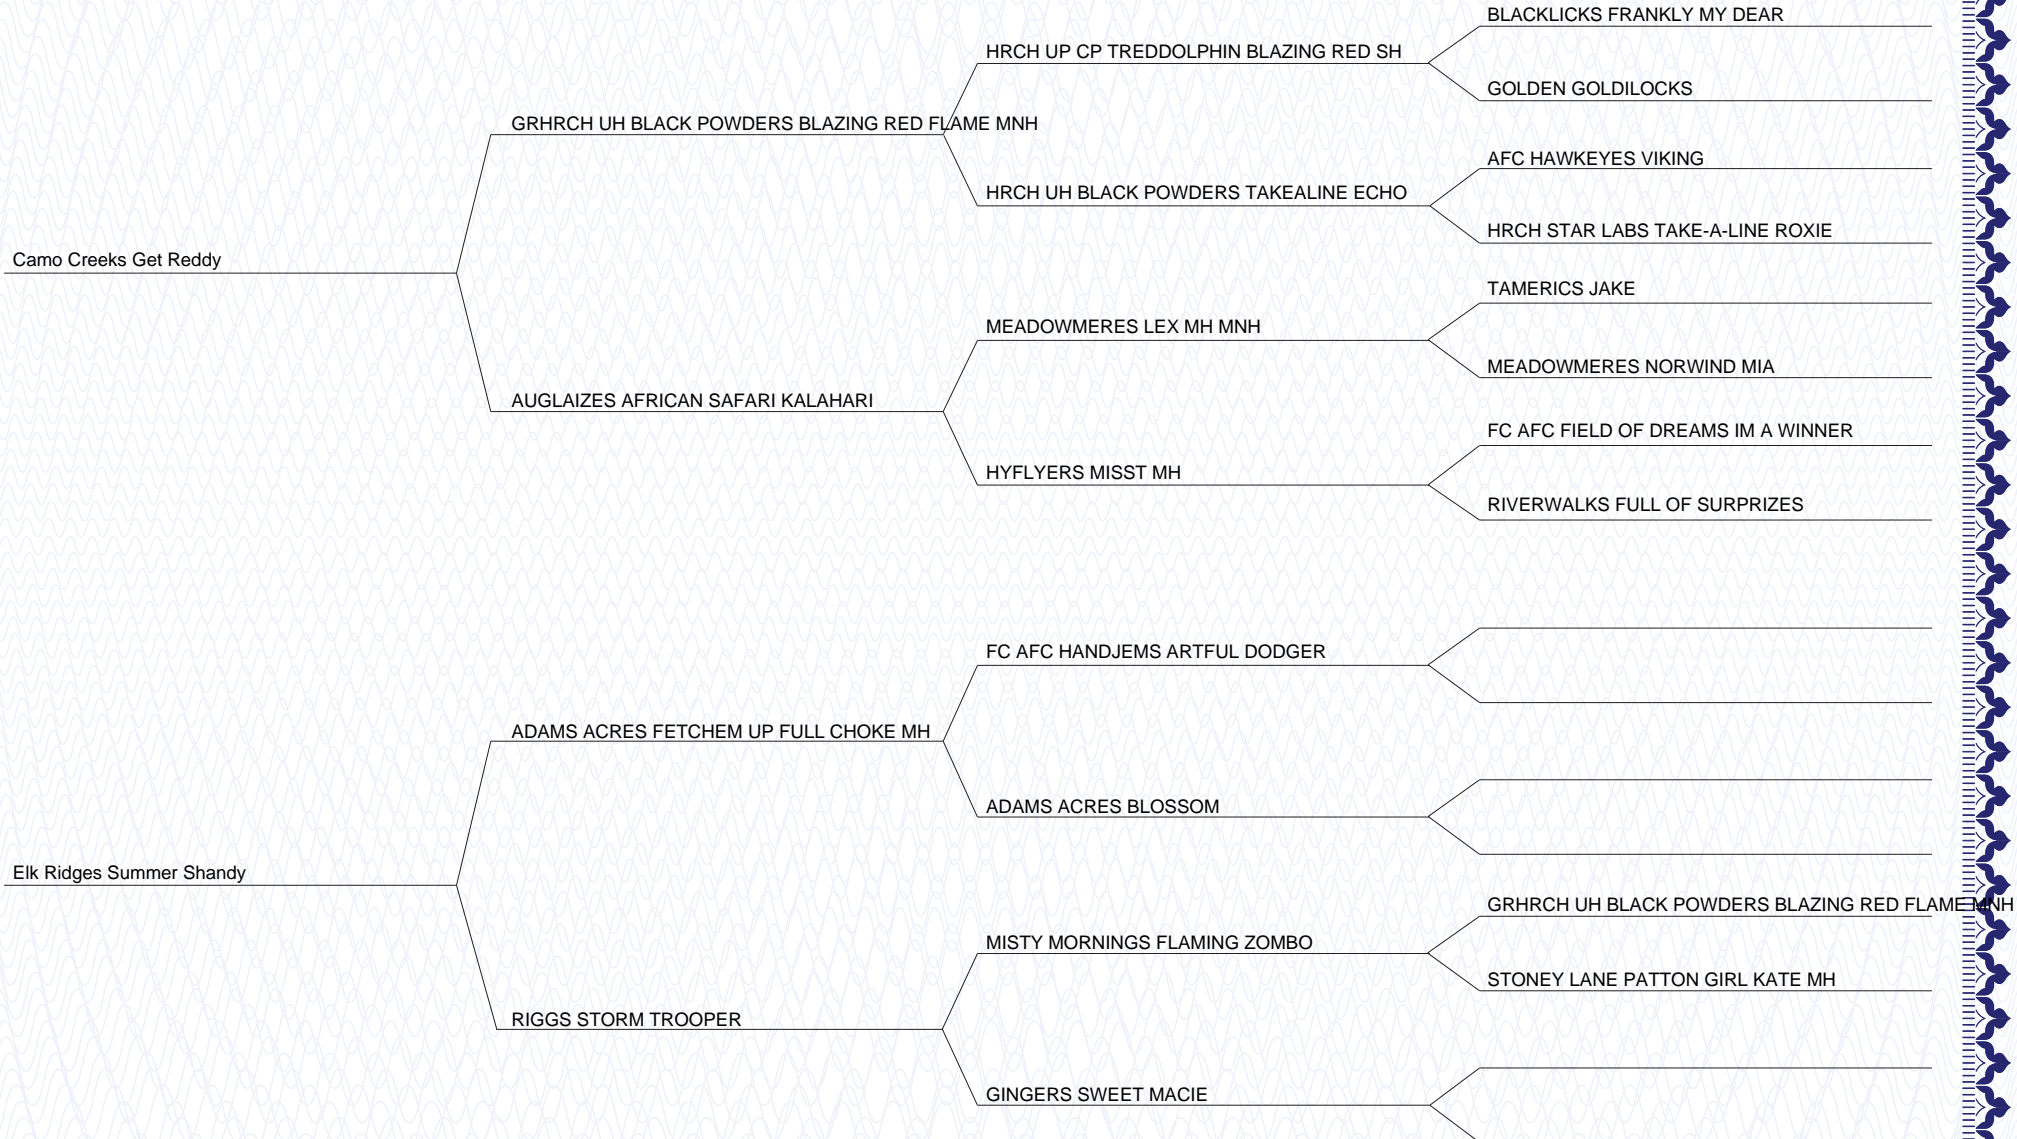 BLACKLICKS FRANKLY MY DEAR
HRCH UP CP TREDDOLPHIN BLAZING RED SH
GOLDEN GOLDILOCKS
GRHRCH UH BLACK POWDERS BLAZING RED FLAME MNH
AFC HAWKEYES VIKING
HRCH UH BLACK POWDERS TAKEALINE ECHO
HRCH STAR LABS TAKE-A-LINE ROXIE
Camo Creeks Get Reddy
TAMERICS JAKE
MEADOWMERES LEX MH MNH
MEADOWMERES NORWIND MIA
AUGLAIZES AFRICAN SAFARI KALAHARI
FC AFC FIELD OF DREAMS IM A WINNER
HYFLYERS MISST MH
RIVERWALKS FULL OF SURPRIZES
FC AFC HANDJEMS ARTFUL DODGER
ADAMS ACRES FETCHEM UP FULL CHOKE MH
ADAMS ACRES BLOSSOM
Elk Ridges Summer Shandy
GRHRCH UH BLACK POWDERS BLAZING RED FLAME MNH
MISTY MORNINGS FLAMING ZOMBO
STONEY LANE PATTON GIRL KATE MH
RIGGS STORM TROOPER
GINGERS SWEET MACIE